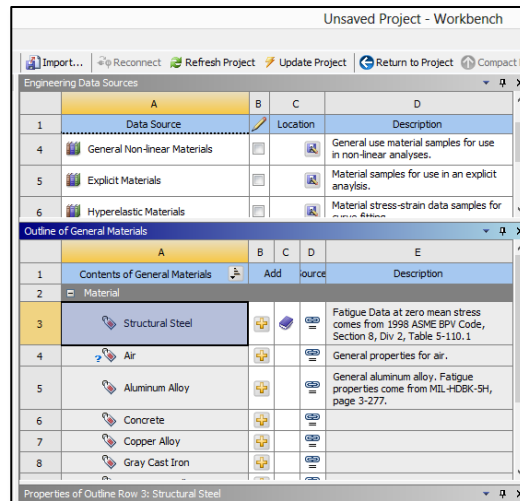 Unsaved Project - Workbench
Import... Reconnect Refresh Project Update Project Return to Project Compact
Engineering Data Sources
A B C D
1 Data Source Location Description
4 General Non-linear Materials General use material samples for use
in non-linear analyses.
5 Explicit Materials Material samples for use in an explicit
anaylsis.
6 Hyperelastic Materials Material stress-strain data samples for
curve fitting
Outline of General Materials
A B C D E
1 Contents of General Materials Add ource Description
2 Material
3 Structural Steel Fatigue Data at zero mean stress
comes from 1998 ASME BPV Code,
Section 8, Div 2, Table 5-110.1
4 Air General properties for air.
5 Aluminum Alloy General aluminum alloy. Fatigue
properties come from MIL-HDBK-5H,
page 3-277.
6 Concrete
7 Copper Alloy
8 Gray Cast Iron
Properties of Outline Row 3: Structural Steel